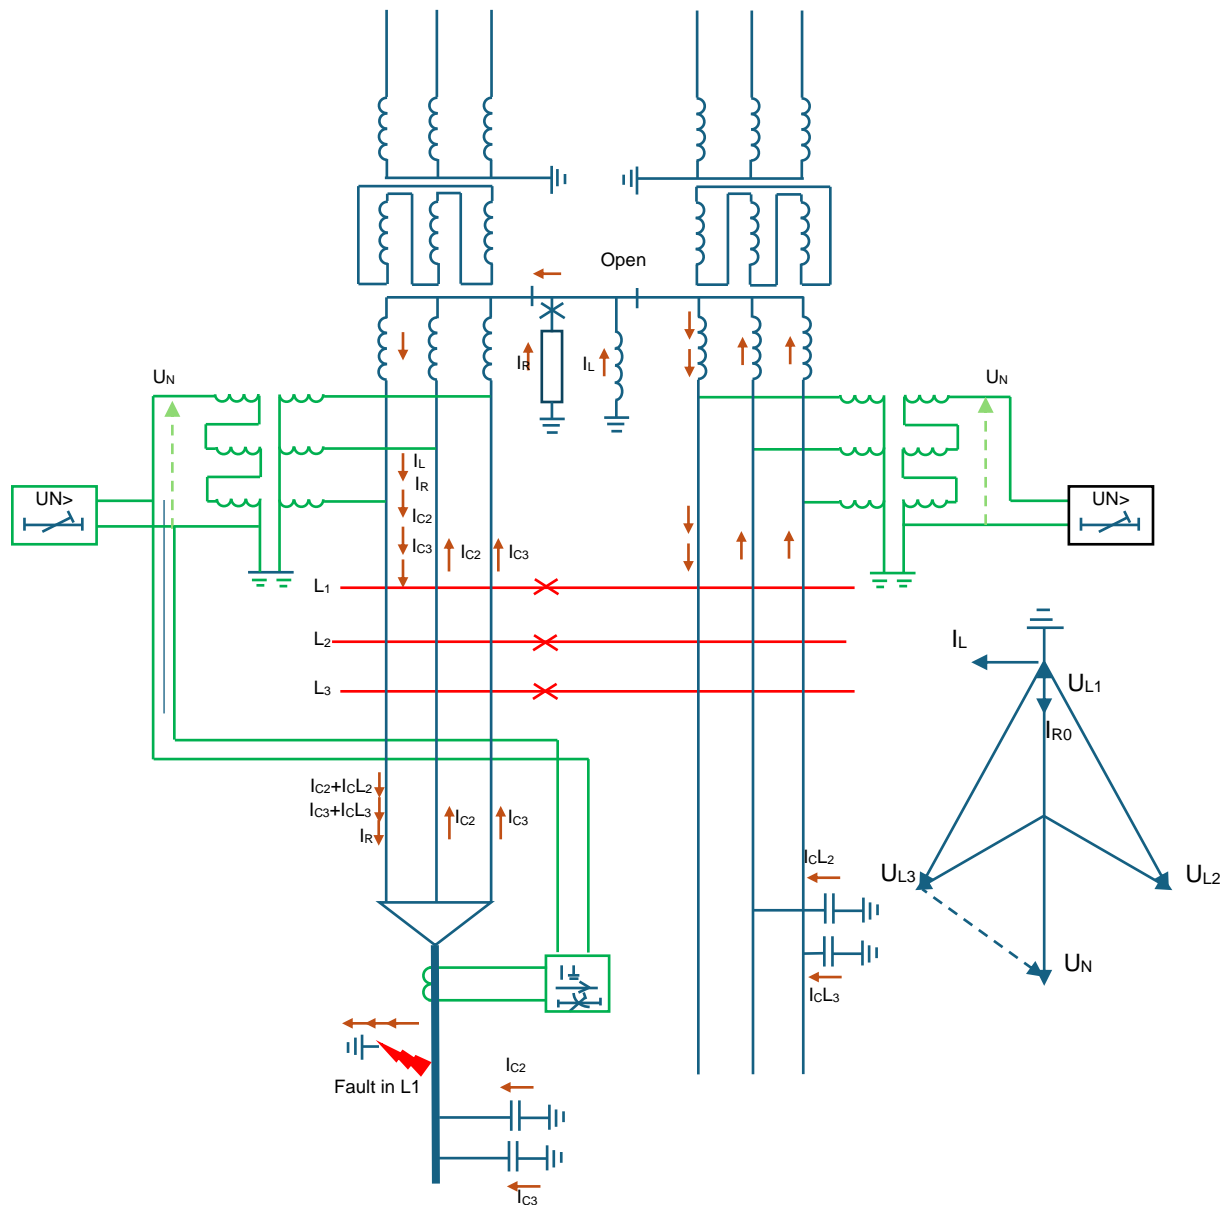 Open
IR
IL
UN
UN
IL
IR
UN>
UN>
IC2
IC3
IC2
IC3
L1
L2
IL
L3
UL1
IR0
IC2+ICL2
IC3+ICL3
IC2
IC3
IR
ICL2
UL3
UL2
UN
ICL3
I
Fault in L1
IC2
IC3